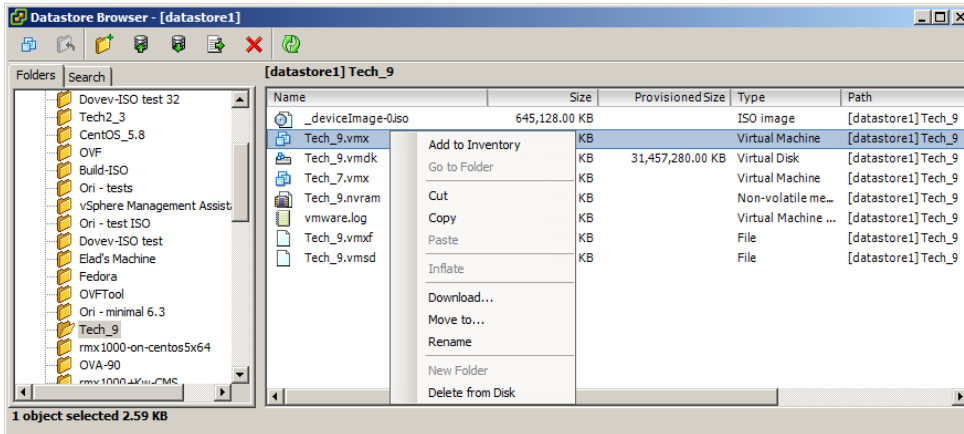 Datastore Browser - [datastore1]
Folders
Search
Dovev-ISO test 32
Tech2_3
CentOS_5.8
OVF
Build-ISO
Ori - tests
vSphere Management Assist
Ori - test ISO
Dovev-ISO test
Elad's Machine
Fedora
OVFTool
Ori - minimal 6.3
Tech_9
rmx1000-on-centos5x64
OVA-90
rmx1000+Kw-CMS
[datastore1] Tech_9
Name Size Provisioned Size Type Path
_deviceImage-0.iso 645,128.00 KB ISO image [datastore1] Tech_9
Tech_9.vmx KB Virtual Machine [datastore1] Tech_9
Tech_9.vmdk KB 31,457,280.00 KB Virtual Disk [datastore1] Tech_9
Tech_7.vmx KB Virtual Machine [datastore1] Tech_9
Tech_9.nvram KB Non-volatile me... [datastore1] Tech_9
vmware.log KB Virtual Machine ... [datastore1] Tech_9
Tech_9.vmxf KB File [datastore1] Tech_9
Tech_9.vmsd KB File [datastore1] Tech_9
Add to Inventory
Go to Folder
Cut
Copy
Paste
Inflate
Download...
Move to...
Rename
New Folder
Delete from Disk
1 object selected 2.59 KB